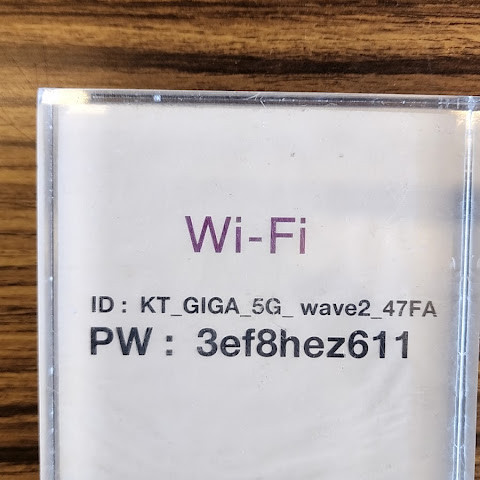 Wi-Fi
ID : KT_GIGA_5G_ wave2_47FA
PW : 3ef8hez611